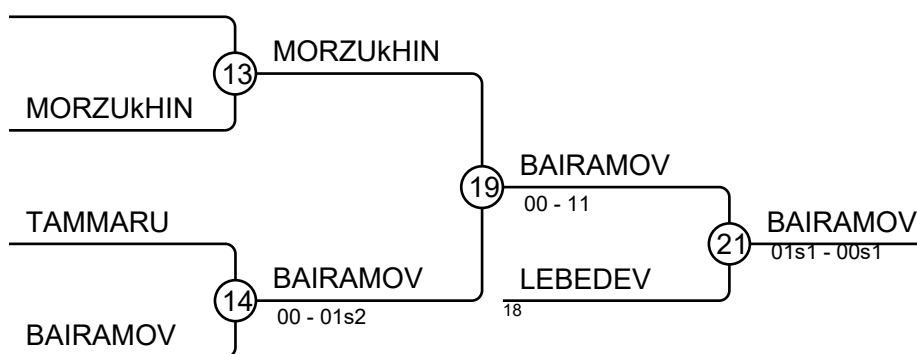 MORZUkHIN
13
MORZUkHIN
BAIRAMOV
19
00 - 11
TAMMARU
BAIRAMOV
21
01s1 - 00s1
BAIRAMOV
LEBEDEV
14
18
00 - 01s2
BAIRAMOV